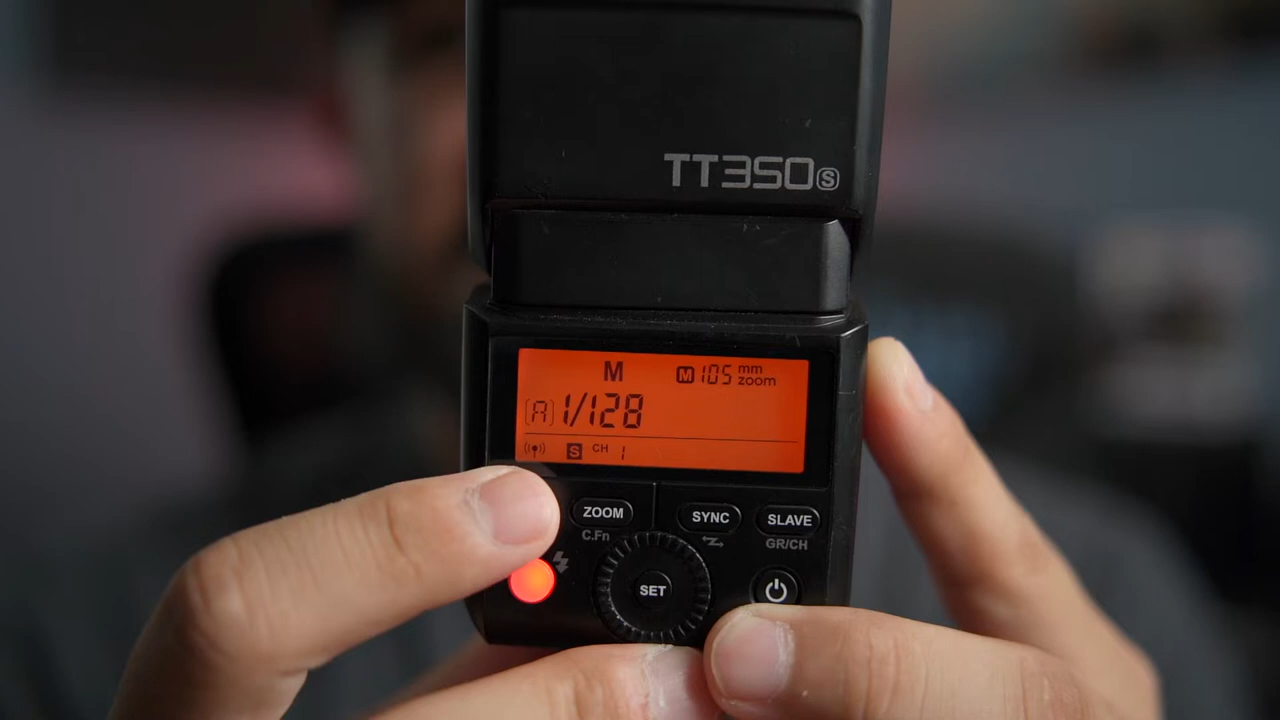 TT350S
M M 105 mm zoom
[A] 1/128
S CH 1
ZOOM SYNC SLAVE
C.Fn GR/CH
SET